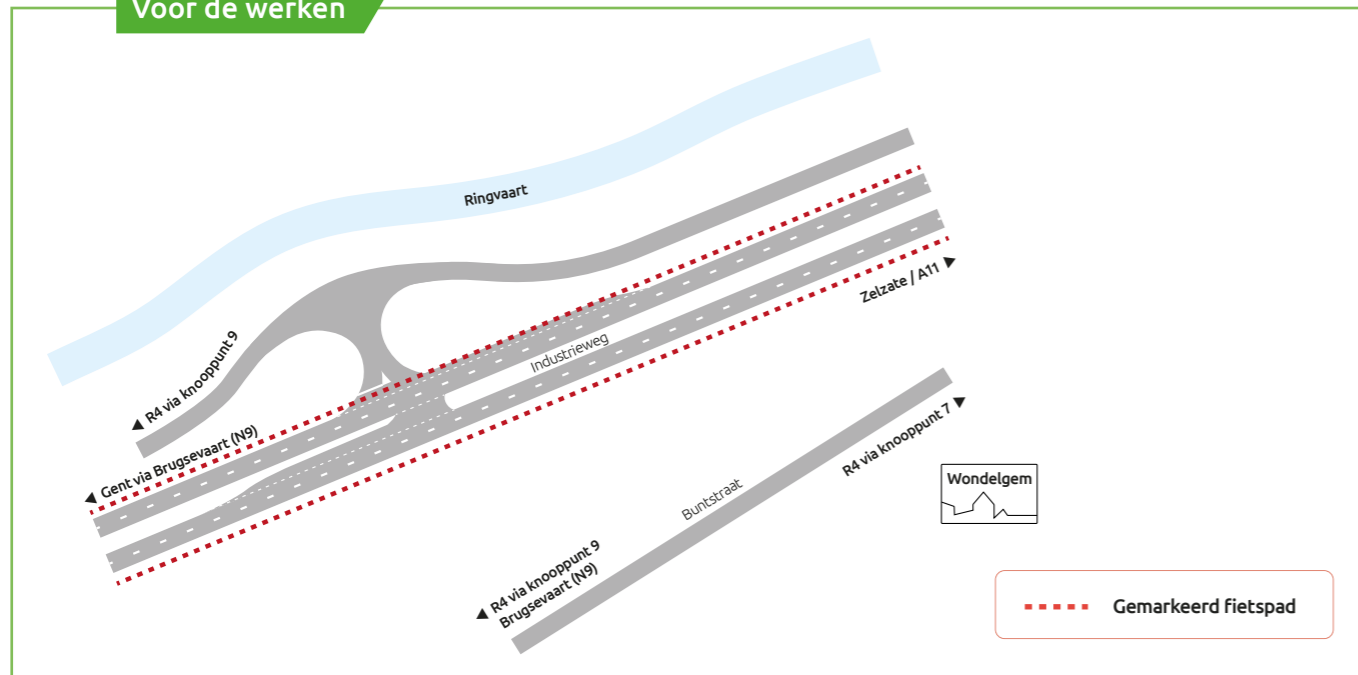 Voor de werken
Ringvaart
Zelzate / A11
Industrieweg
R4 via knooppunt 9
Gent via Brugsevaart (N9)
R4 via knooppunt 7
Wondelgem
Buntstraat
R4 via knooppunt 9
Brugsevaart (N9)
Gemarkeerd fietspad